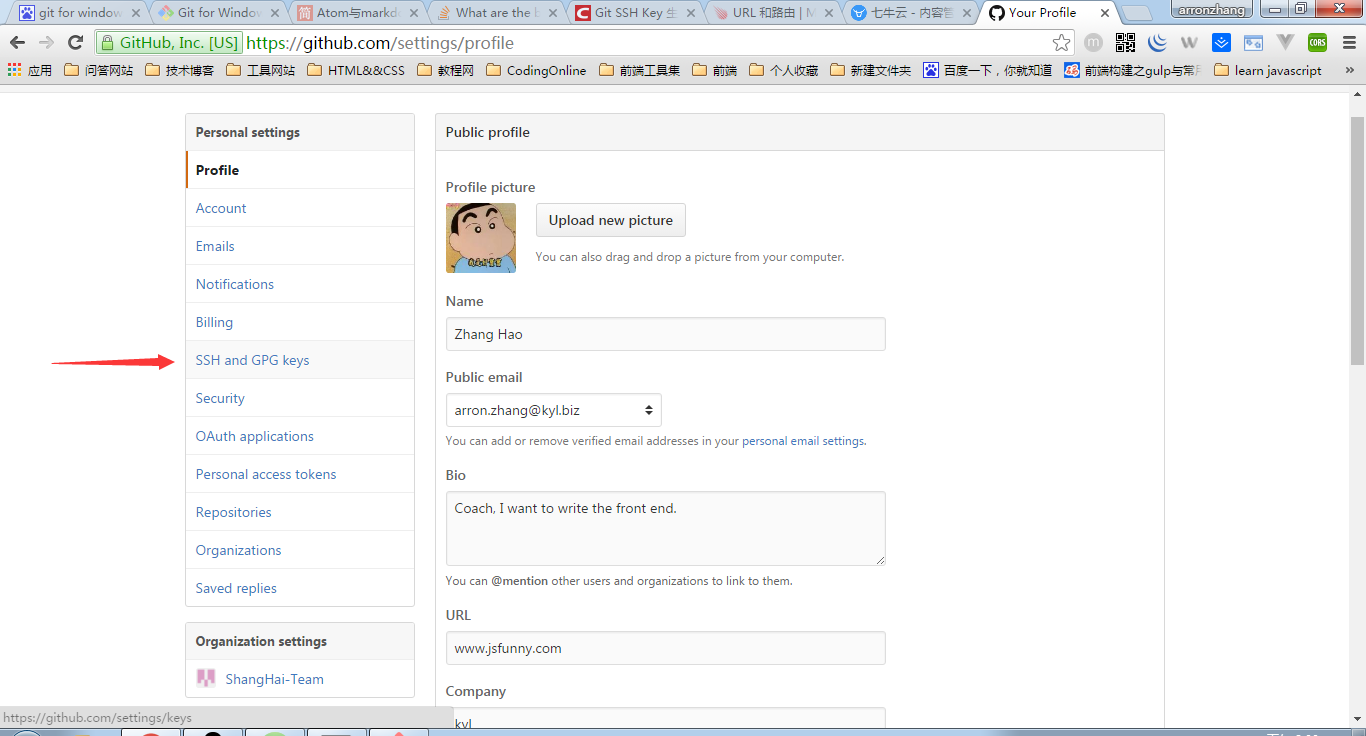 git for window
Git for Window
Atom与markd
What are the b
Git SSH Key 生
URL 和路由 | M
七牛云 - 内容管
Your Profile
arronzhang
GitHub, Inc. [US] https://github.com/settings/profile
应用
问答网站
技术博客
工具网站
HTML&&CSS
教程网
CodingOnline
前端工具集
前端
个人收藏
新建文件夹
百度一下，你就知道
前端构建之gulp与常
learn javascript
Personal settings
Profile
Account
Emails
Notifications
Billing
SSH and GPG keys
Security
OAuth applications
Personal access tokens
Repositories
Organizations
Saved replies
Organization settings
ShangHai-Team
Public profile
Profile picture
Upload new picture
You can also drag and drop a picture from your computer.
Name
Zhang Hao
Public email
arron.zhang@kyl.biz
You can add or remove verified email addresses in your personal email settings.
Bio
Coach, I want to write the front end.
You can @mention other users and organizations to link to them.
URL
www.jsfunny.com
Company
kyl
https://github.com/settings/keys